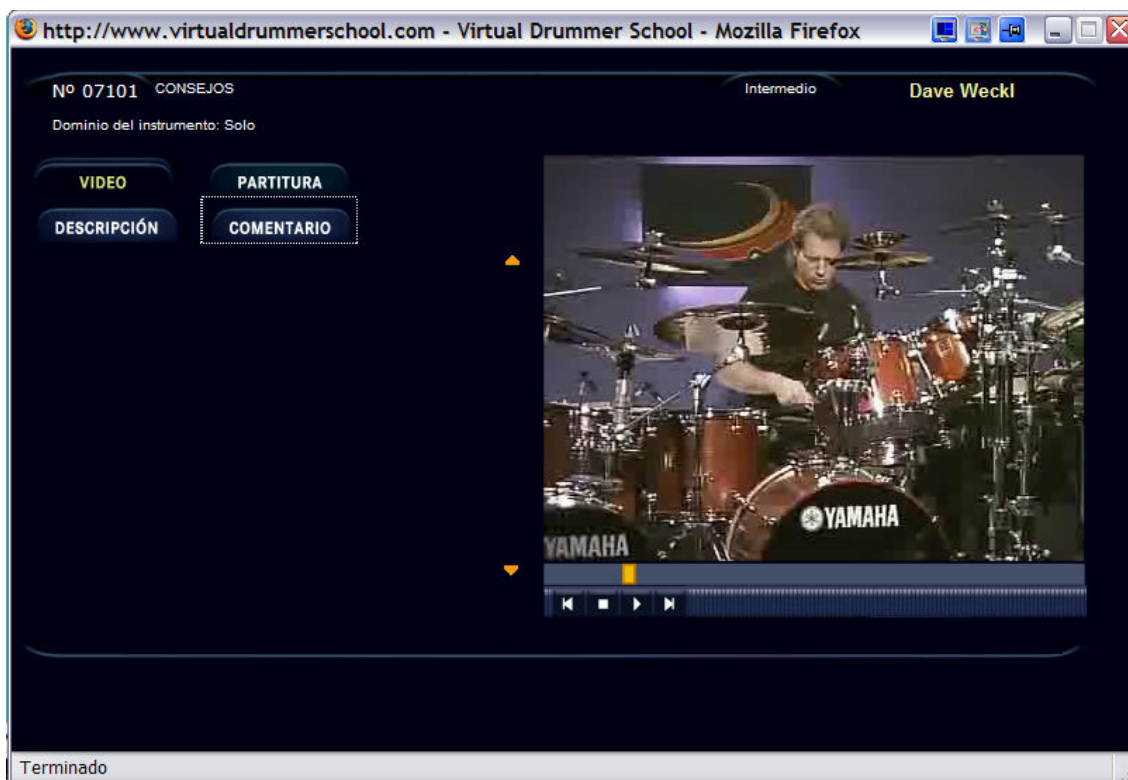 http://www.virtualdrummerschool.com - Virtual Drummer School - Mozilla Firefox
Nº 07101 CONSEJOS Intermedio Dave Weckl
Dominio del instrumento: Solo
VIDEO PARTITURA
DESCRIPCIÓN COMENTARIO
YAMAHA
YAMAHA
Terminado